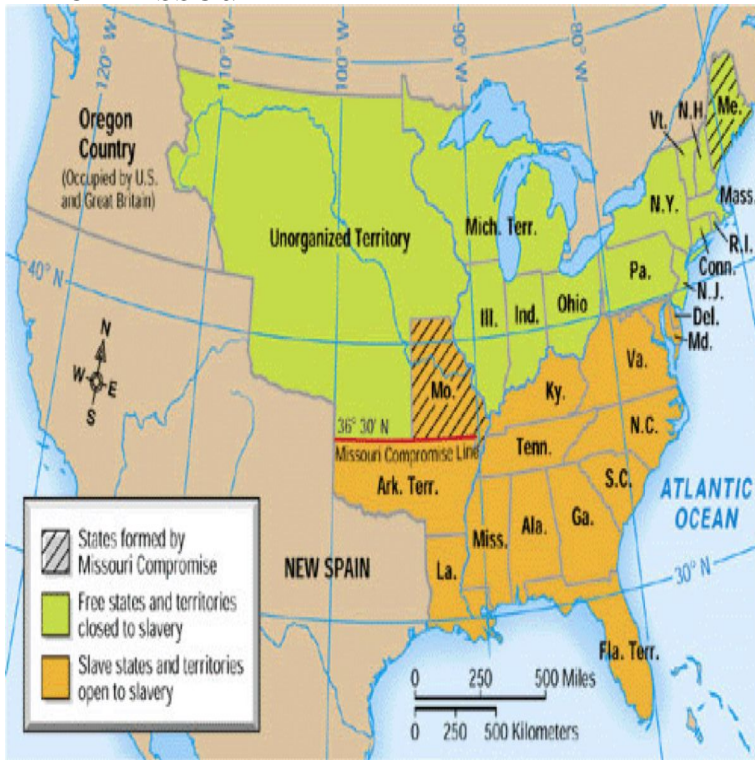 120° W
110° W
100° W
90° W
80° W
Oregon
Country
(Occupied by U.S.
and Great Britain)
Unorganized Territory
Mich. Terr.
Vt.
N.H.
Me.
Mass.
N.Y.
R.I.
Conn.
Pa.
N.J.
Del.
Md.
40° N
Ill.
Ind.
Ohio
Va.
Ky.
Mo.
N
W
E
S
36° 30' N
Missouri Compromise Line
N.C.
Tenn.
S.C.
Ark. Terr.
ATLANTIC
OCEAN
Miss.
Ala.
Ga.
La.
NEW SPAIN
30° N
Fla. Terr.
States formed by
Missouri Compromise
Free states and territories
closed to slavery
Slave states and territories
open to slavery
0 250 500 Miles
0 250 500 Kilometers